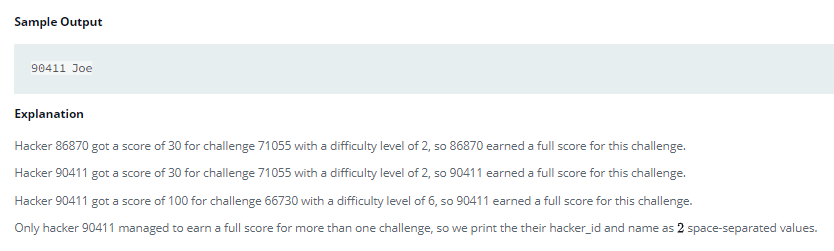 Sample Output
90411 Joe
Explanation
Hacker 86870 got a score of 30 for challenge 71055 with a difficulty level of 2, so 86870 earned a full score for this challenge.
Hacker 90411 got a score of 30 for challenge 71055 with a difficulty level of 2, so 90411 earned a full score for this challenge.
Hacker 90411 got a score of 100 for challenge 66730 with a difficulty level of 6, so 90411 earned a full score for this challenge.
Only hacker 90411 managed to earn a full score for more than one challenge, so we print the their hacker_id and name as 2 space-separated values.